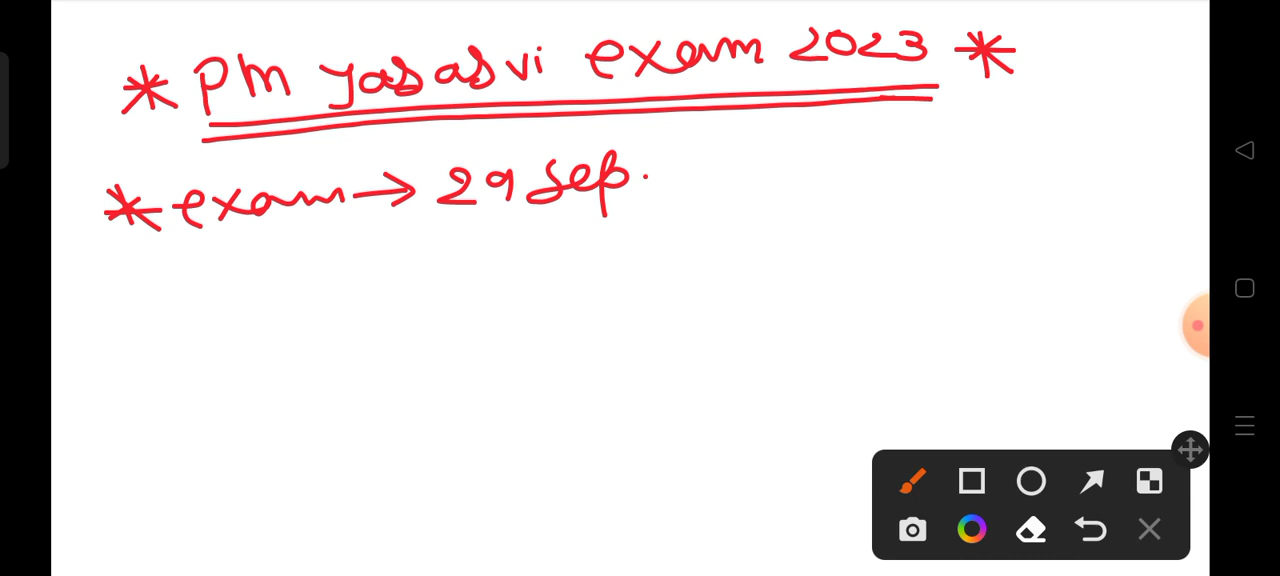 * PM yasasvi exam 2023 *
* exam → 29 sep.